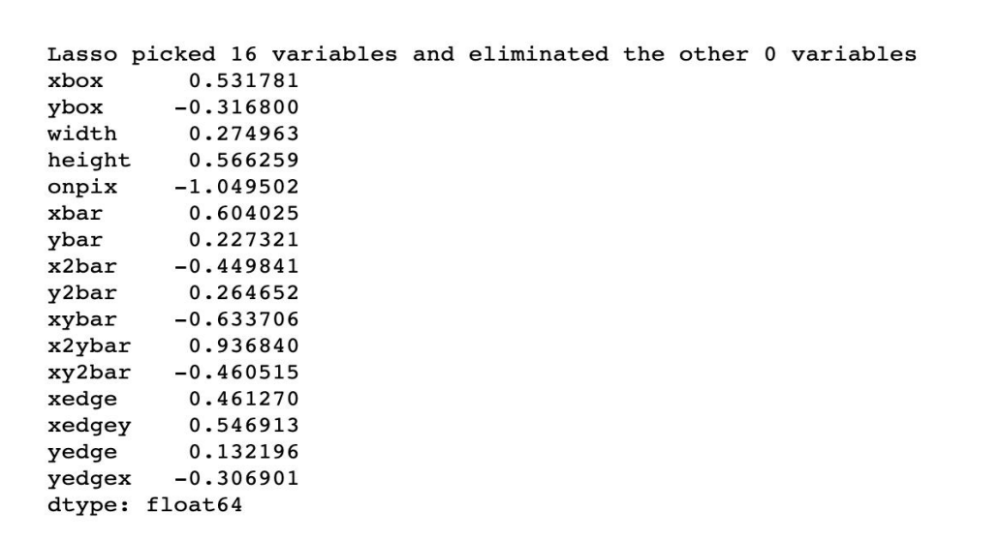 Lasso picked 16 variables and eliminated the other 0 variables
xbox 0.531781
ybox -0.316800
width 0.274963
height 0.566259
onpix -1.049502
xbar 0.604025
ybar 0.227321
x2bar -0.449841
y2bar 0.264652
xybar -0.633706
x2ybar 0.936840
xy2bar -0.460515
xedge 0.461270
xedgey 0.546913
yedge 0.132196
yedgex -0.306901
dtype: float64